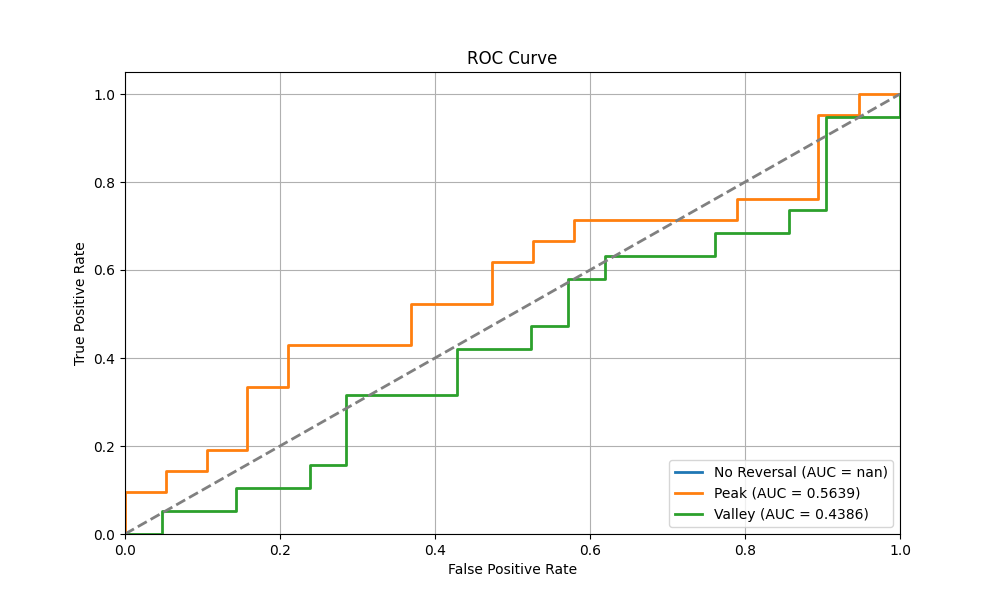 ROC Curve
True Positive Rate
1.0
0.8
0.6
0.4
0.2
0.0
No Reversal (AUC = nan)
Peak (AUC = 0.5639)
Valley (AUC = 0.4386)
0.0 0.2 0.4 0.6 0.8 1.0
False Positive Rate